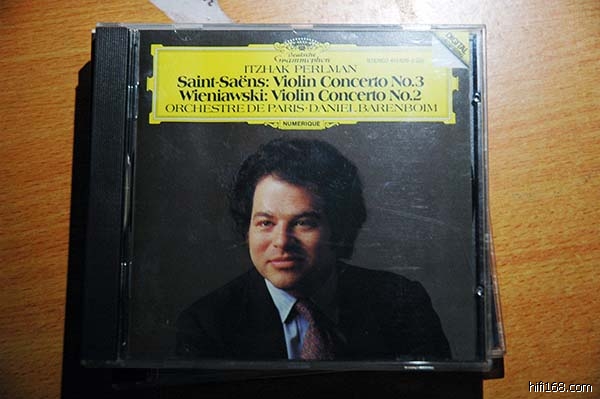 Deutsche
Grammophon
DIGITAL
STEREO
ITZHAK PERLMAN
Saint-Saëns: Violin Concerto No.3
Wieniawski: Violin Concerto No.2
ORCHESTRE DE PARIS · DANIEL BARENBOIM
NUMERIQUE
hifi168.com